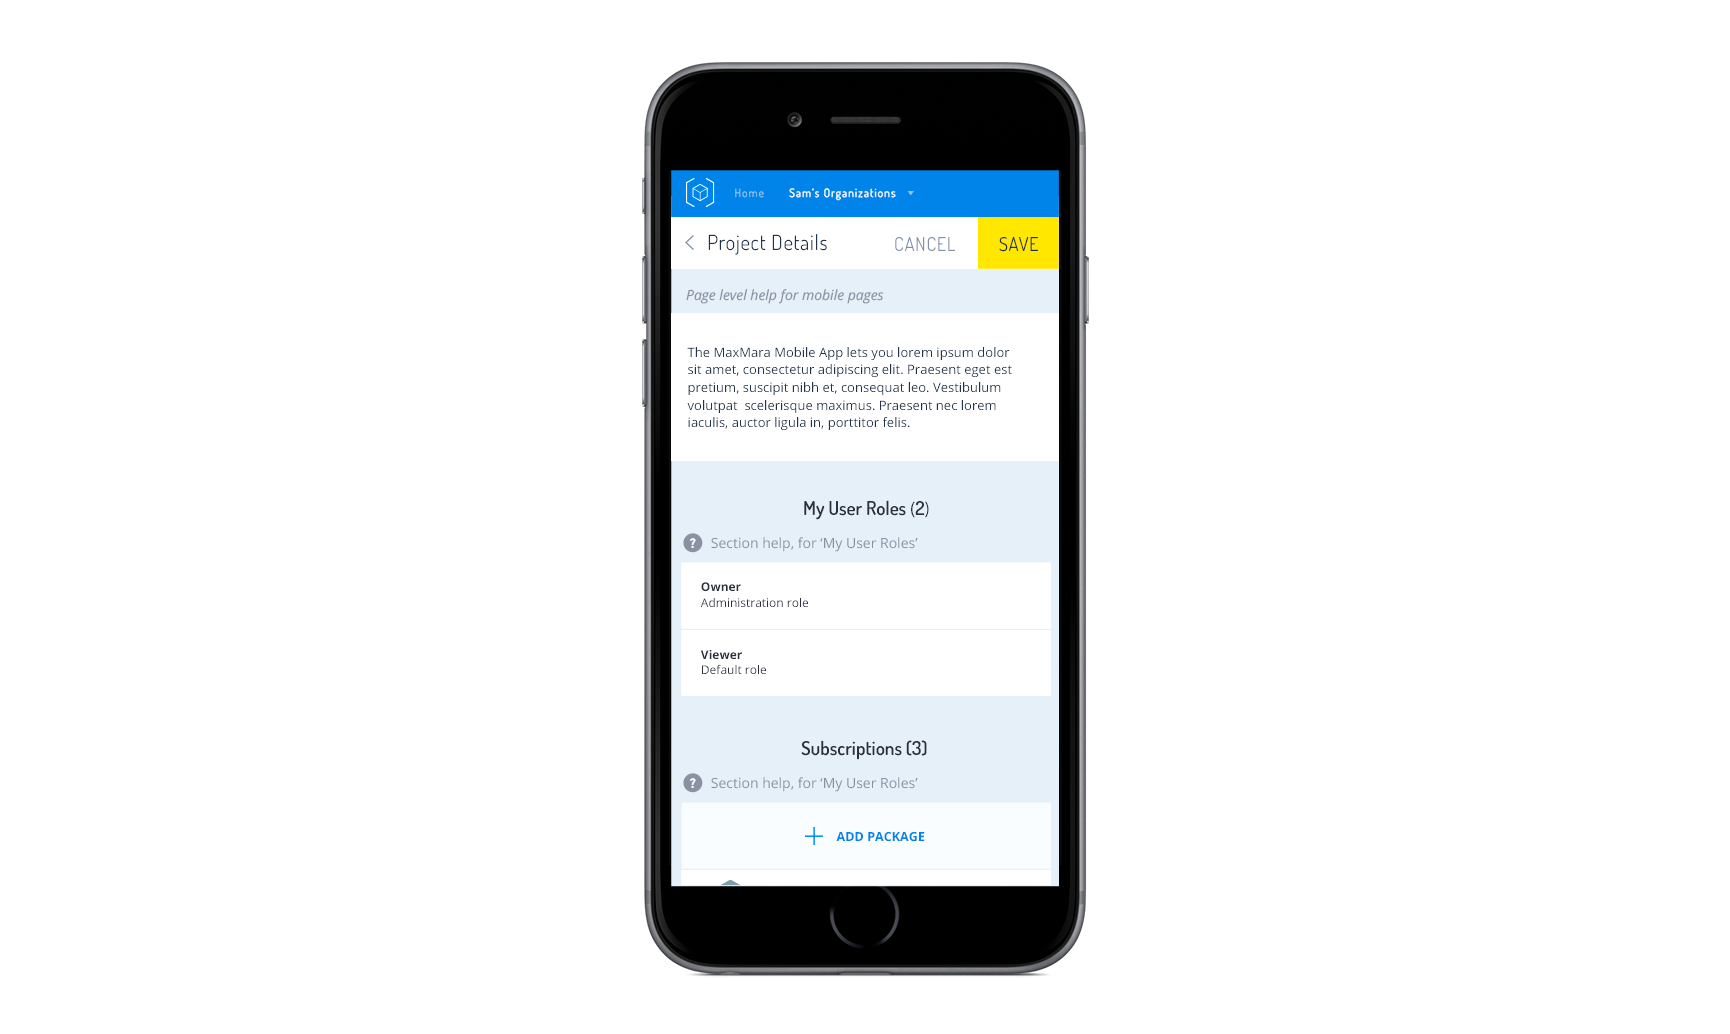 Home Sam's Organizations
Project Details CANCEL SAVE
Page level help for mobile pages
The MaxMara Mobile App lets you lorem ipsum dolor
sit amet, consectetur adipiscing elit. Praesent eget est
pretium, suscipit nibh et, consequat leo. Vestibulum
volutpat  scelerisque maximus. Praesent nec lorem
iaculis, auctor ligula in, porttitor felis.
My User Roles (2)
? Section help, for ‘My User Roles’
Owner
Administration role
Viewer
Default role
Subscriptions (3)
? Section help, for ‘My User Roles’
ADD PACKAGE